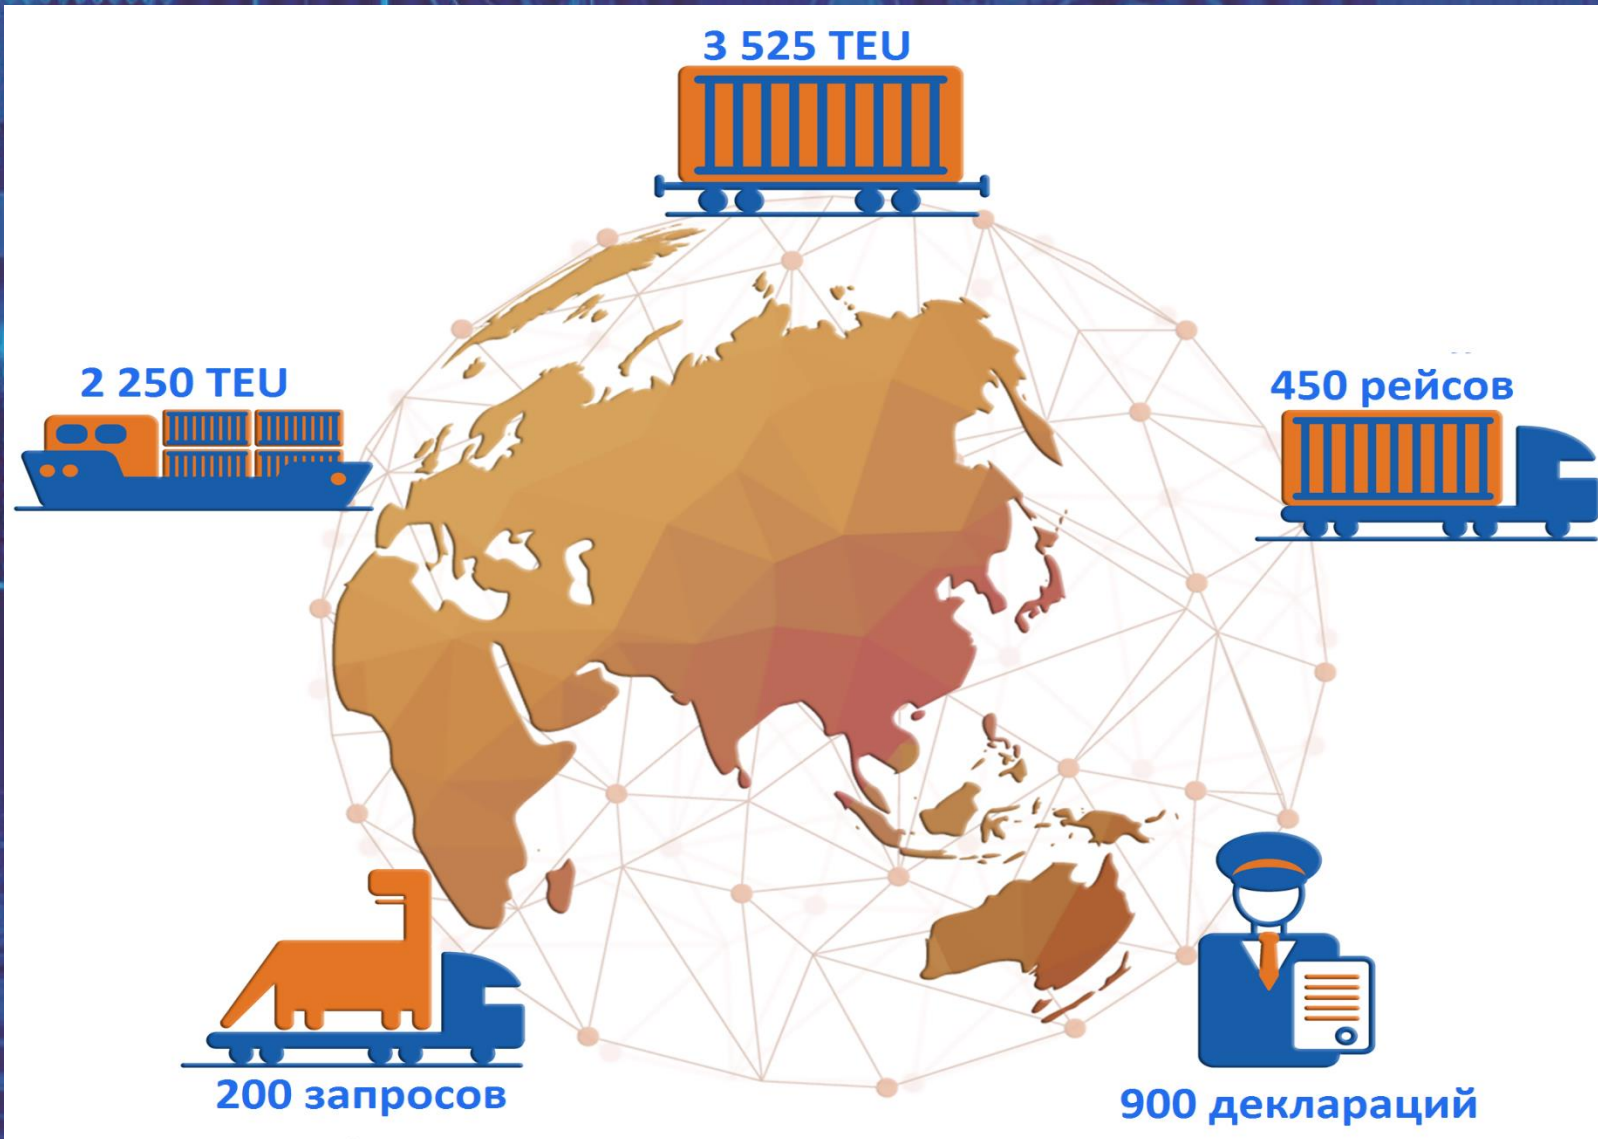 3 525 TEU
2 250 TEU
450 рейсов
200 запросов
900 деклараций